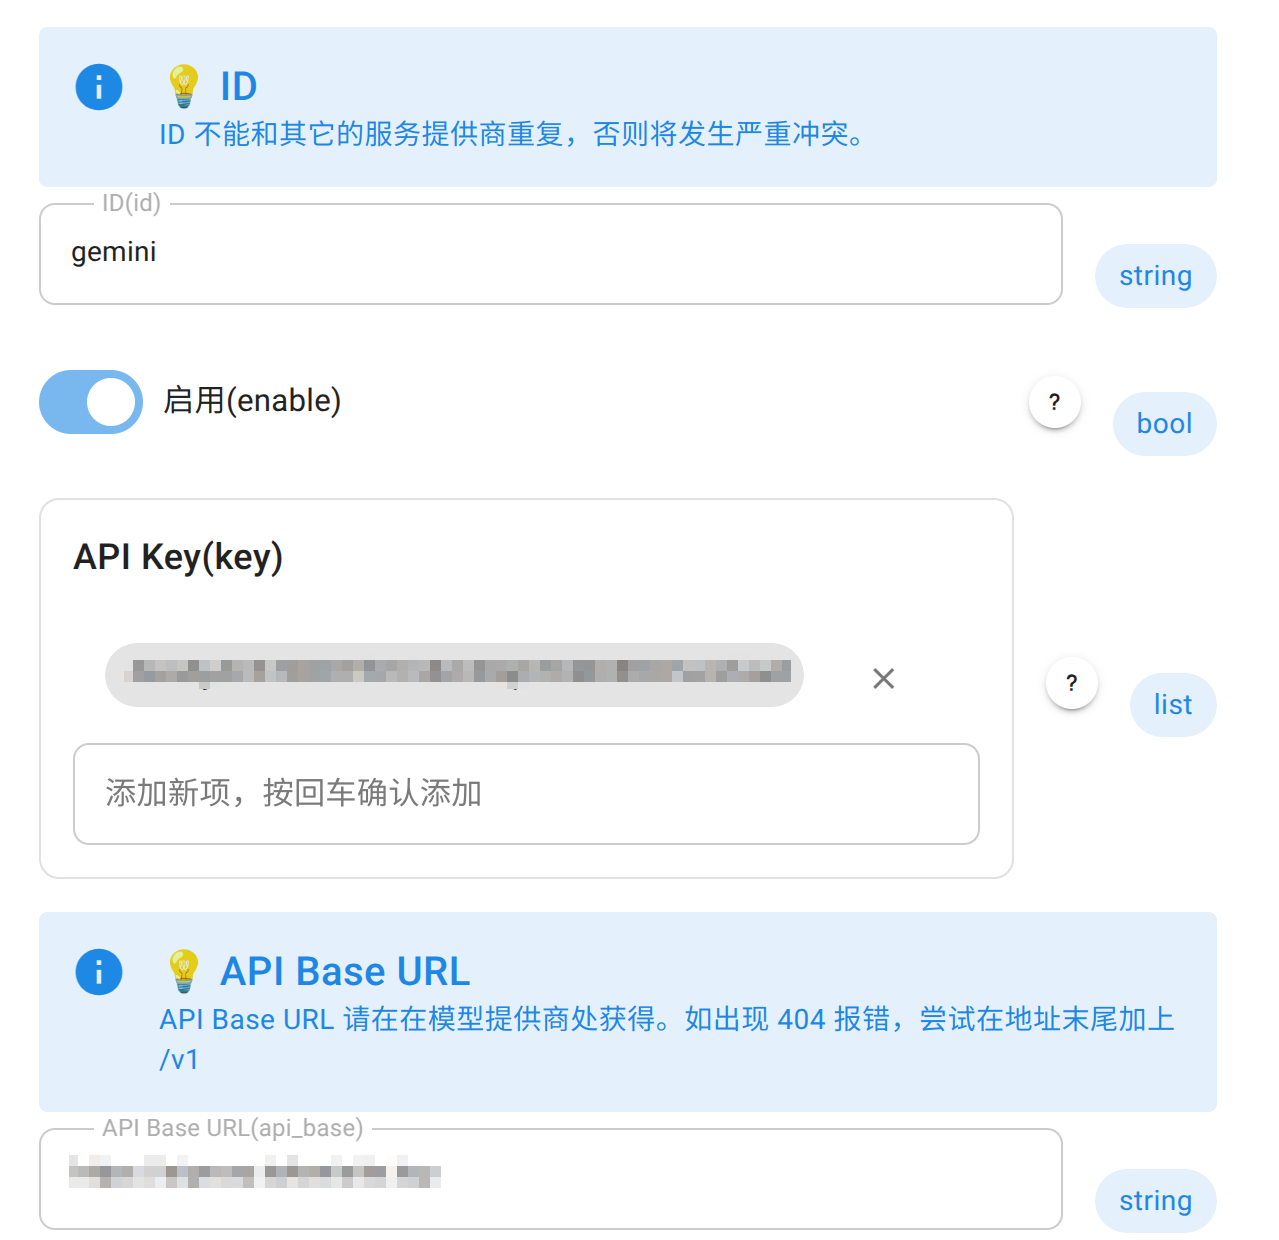 💡 ID
ID 不能和其它的服务提供商重复，否则将发生严重冲突。
ID(id)
gemini
string
启用(enable)
?
bool
API Key(key)
?
list
添加新项，按回车确认添加
💡 API Base URL
API Base URL 请在在模型提供商处获得。如出现 404 报错，尝试在地址末尾加上
/v1
API Base URL(api_base)
string